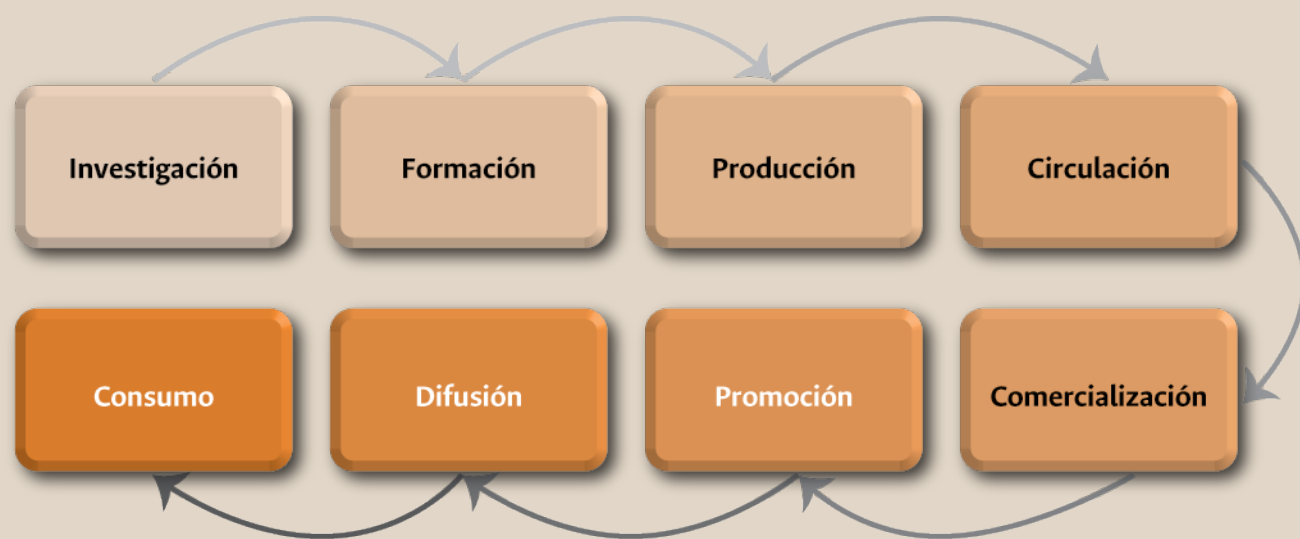 Investigación
Formación
Producción
Circulación
Comercialización
Promoción
Difusión
Consumo